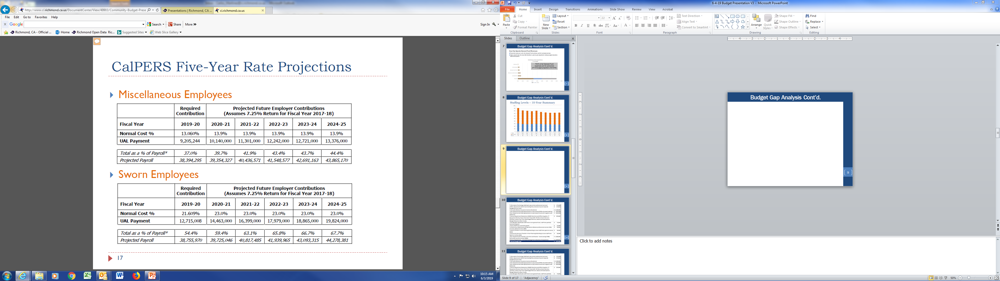 http://www.ci.richmond.ca.us/DocumentCenter/View/49903/Community-Budget-Prese
Presentations | Richmond, CA ...
ci.richmond.ca.us
File Edit Go to Favorites Help
Google Search Share More » Sign In
Richmond, CA - Official ... Home Richmond Open Data Ric... Suggested Sites Web Slice Gallery
CalPERS Five-Year Rate Projections
Miscellaneous Employees
Required Contribution Projected Future Employer Contributions
(Assumes 7.25% Return for Fiscal Year 2017-18)
Fiscal Year 2019-20 2020-21 2021-22 2022-23 2023-24 2024-25
Normal Cost % 13.060% 13.9% 13.9% 13.9% 13.9% 13.9%
UAL Payment 9,205,244 10,140,000 11,301,000 12,242,000 12,721,000 13,376,000
Total as a % of Payroll* 37.0% 39.7% 41.9% 43.4% 43.7% 44.4%
Projected Payroll 38,394,295 39,354,327 40,436,571 41,548,577 42,691,163 43,865,170
Sworn Employees
Required Contribution Projected Future Employer Contributions
(Assumes 7.25% Return for Fiscal Year 2017-18)
Fiscal Year 2019-20 2020-21 2021-22 2022-23 2023-24 2024-25
Normal Cost % 21.609% 23.0% 23.0% 23.0% 23.0% 23.0%
UAL Payment 12,715,008 14,463,000 16,399,000 17,979,000 18,865,000 19,824,000
Total as a % of Payroll* 54.4% 59.4% 63.1% 65.8% 66.7% 67.7%
Projected Payroll 38,755,970 39,725,046 40,817,485 41,939,965 43,093,315 44,278,381
17
6-4-19 Budget Presentation V3 - Microsoft PowerPoint
File Home Insert Design Transitions Animations Slide Show Review View Acrobat
Paste Cut Copy Format Painter
New Slide Layout Reset Section
22
B I U S abc AV Aa A
Text Direction Align Text Convert to SmartArt
Arrange Quick Styles Shape Fill Shape Outline Shape Effects
Find Replace Select
Clipboard Slides Font Paragraph Drawing Editing
Slides Outline
7 Budget Gap Analysis Cont'd.
How City Spends General Fund Revenues
8 Budget Gap Analysis Cont'd.
Staffing Levels – 10-Year Summary
9 Budget Gap Analysis Cont'd.
10 Budget Gap Analysis Cont'd.
11 Budget Gap Analysis Cont'd.
Budget Gap Analysis Cont'd.
9
Click to add notes
Slide 9 of 17 "Adjacency" 50%
10:15 AM
6/3/2019